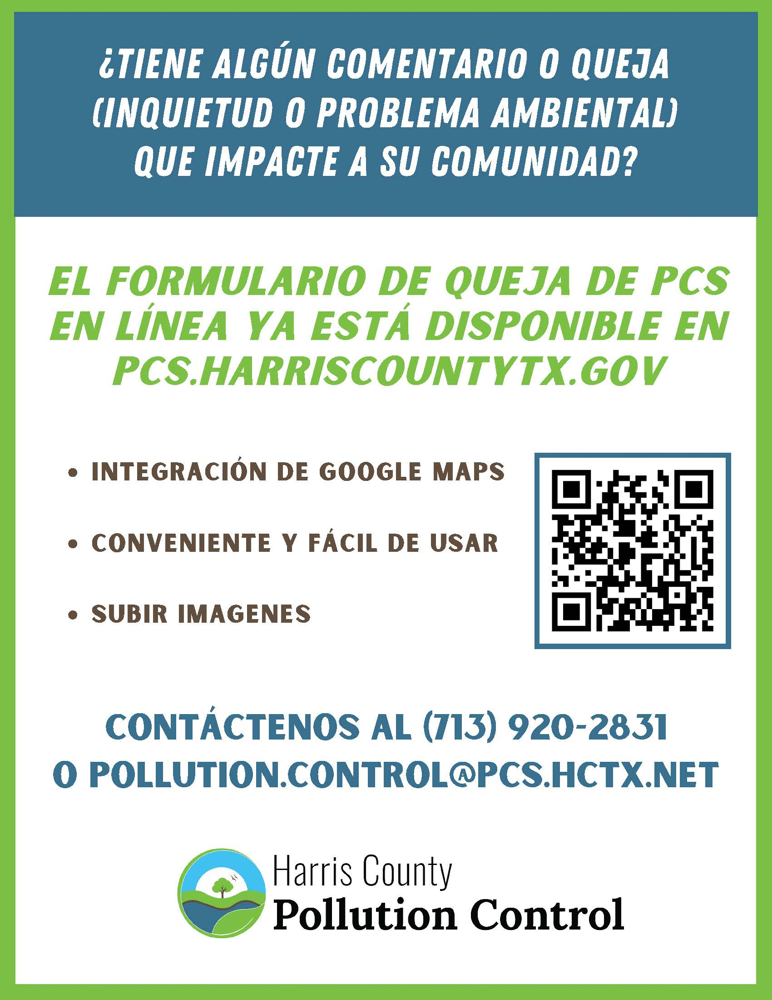 ¿TIENE ALGÚN COMENTARIO O QUEJA
(INQUIETUD O PROBLEMA AMBIENTAL)
QUE IMPACTE A SU COMUNIDAD?
EL FORMULARIO DE QUEJA DE PCS
EN LÍNEA YA ESTÁ DISPONIBLE EN
PCS.HARRISCOUNTYTX.GOV
• INTEGRACIÓN DE GOOGLE MAPS
• CONVENIENTE Y FÁCIL DE USAR
• SUBIR IMAGENES
CONTÁCTENOS AL (713) 920-2831
O POLLUTION.CONTROL@PCS.HCTX.NET
Harris County
Pollution Control